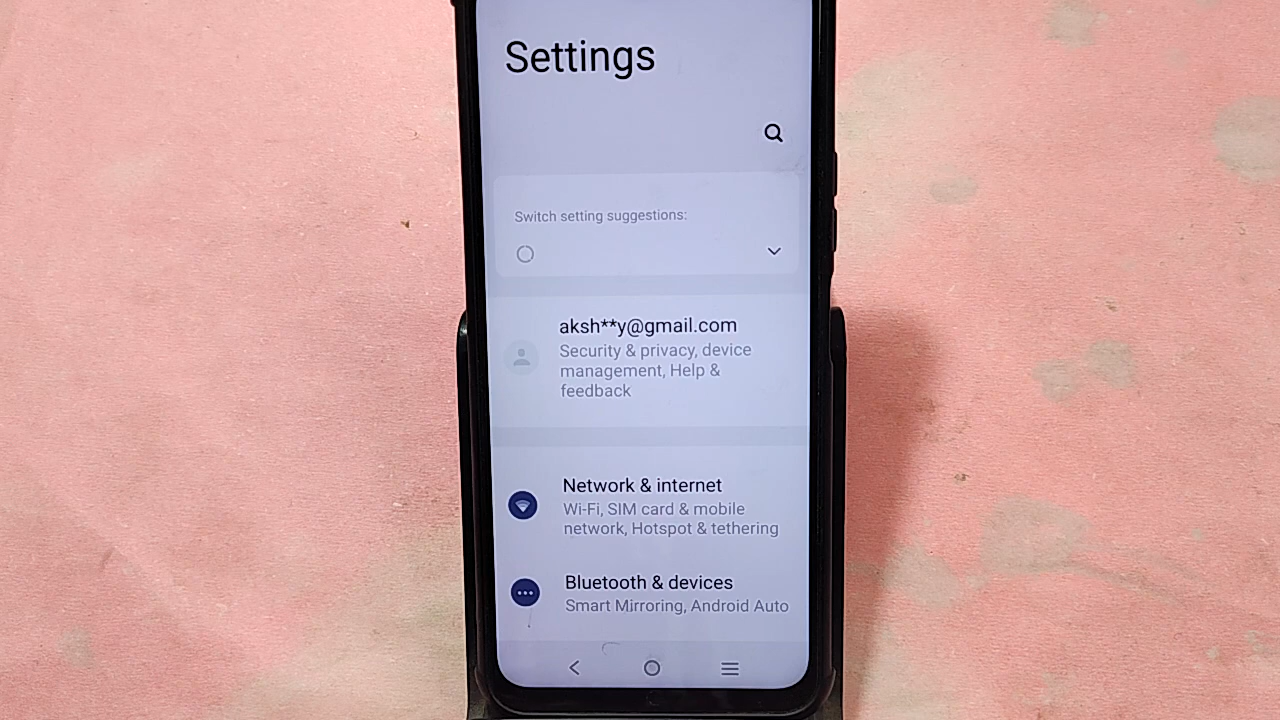 Settings
Switch setting suggestions:
aksh**y@gmail.com
Security & privacy, device
management, Help &
feedback
Network & internet
Wi-Fi, SIM card & mobile
network, Hotspot & tethering
Bluetooth & devices
Smart Mirroring, Android Auto